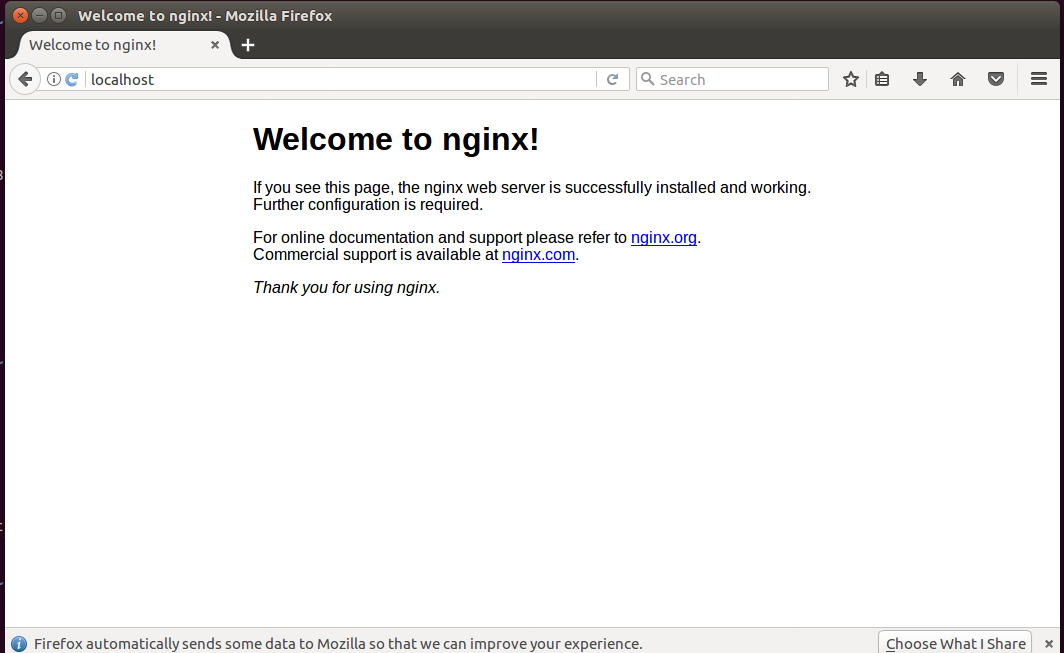 Welcome to nginx! - Mozilla Firefox
Welcome to nginx!
localhost
Search
Welcome to nginx!
If you see this page, the nginx web server is successfully installed and working.
Further configuration is required.
For online documentation and support please refer to nginx.org.
Commercial support is available at nginx.com.
Thank you for using nginx.
Firefox automatically sends some data to Mozilla so that we can improve your experience.
Choose What I Share